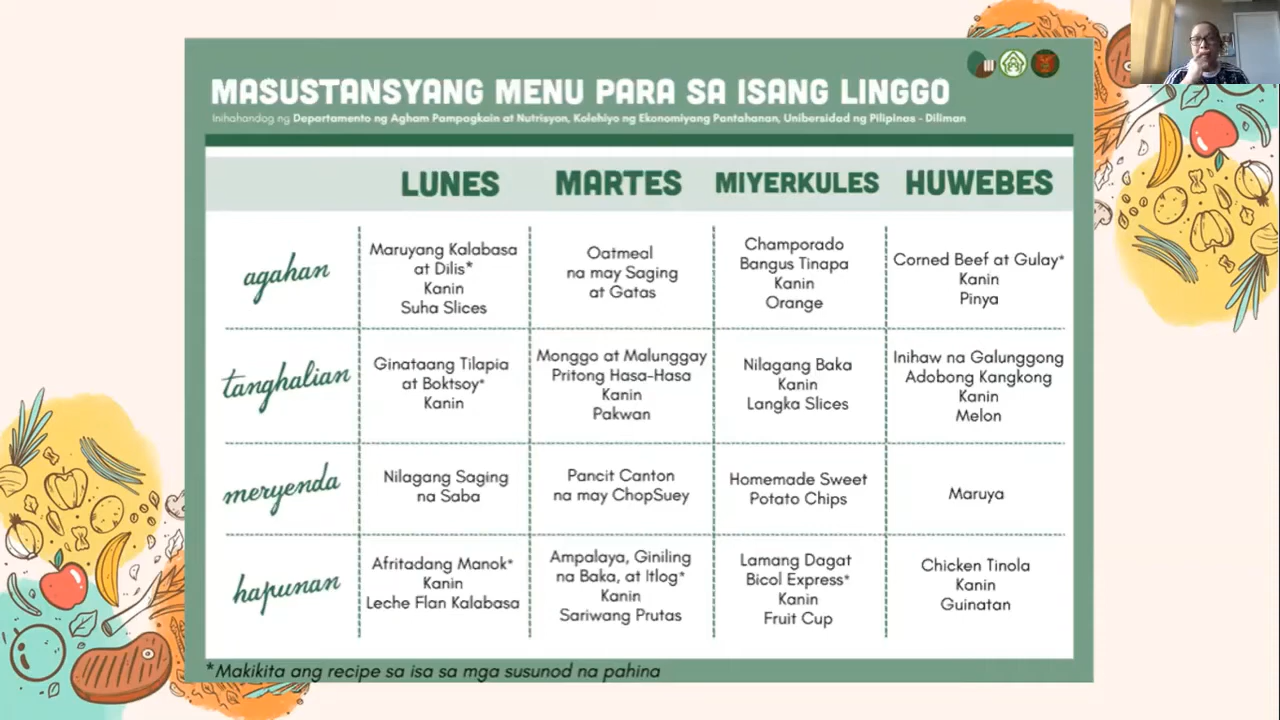 MASUSTANSYANG MENU PARA SA ISANG LINGGO
Inihahandog ng Departamento ng Agham Pampagkain at Nutrisyon, Kolehiyo ng Ekonomiyang Pantahanan, Unibersidad ng Pilipinas - Diliman
LUNES MARTES MIYERKULES HUWEBES
agahan
Maruyang Kalabasa
at Dilis*
Kanin
Suha Slices
Oatmeal
na may Saging
at Gatas
Champorado
Bangus Tinapa
Kanin
Orange
Corned Beef at Gulay*
Kanin
Pinya
tanghalian
Ginataang Tilapia
at Boktsoy*
Kanin
Monggo at Malunggay
Pritong Hasa-Hasa
Kanin
Pakwan
Nilagang Baka
Kanin
Langka Slices
Inihaw na Galunggong
Adobong Kangkong
Kanin
Melon
meryenda
Nilagang Saging
na Saba
Pancit Canton
na may ChopSuey
Homemade Sweet
Potato Chips
Maruya
hapunan
Afritadang Manok*
Kanin
Leche Flan Kalabasa
Ampalaya, Giniling
na Baka, at Itlog*
Kanin
Sariwang Prutas
Lamang Dagat
Bicol Express*
Kanin
Fruit Cup
Chicken Tinola
Kanin
Guinatan
*Makikita ang recipe sa isa sa mga susunod na pahina